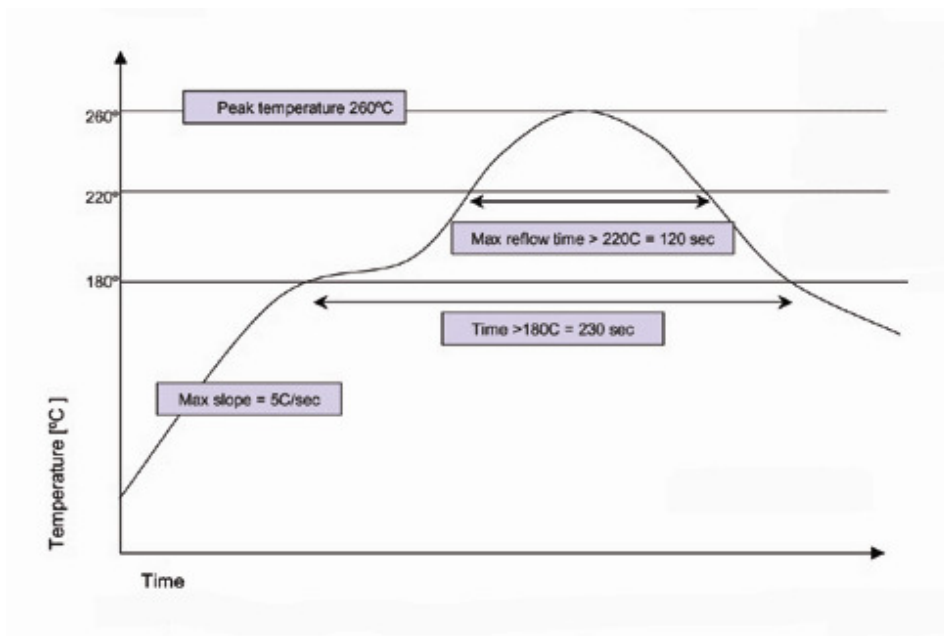 Peak temperature 260ºC
260º
220º
Max reflow time > 220C = 120 sec
180º
Time >180C = 230 sec
Max slope = 5C/sec
Temperature [ºC ]
Time